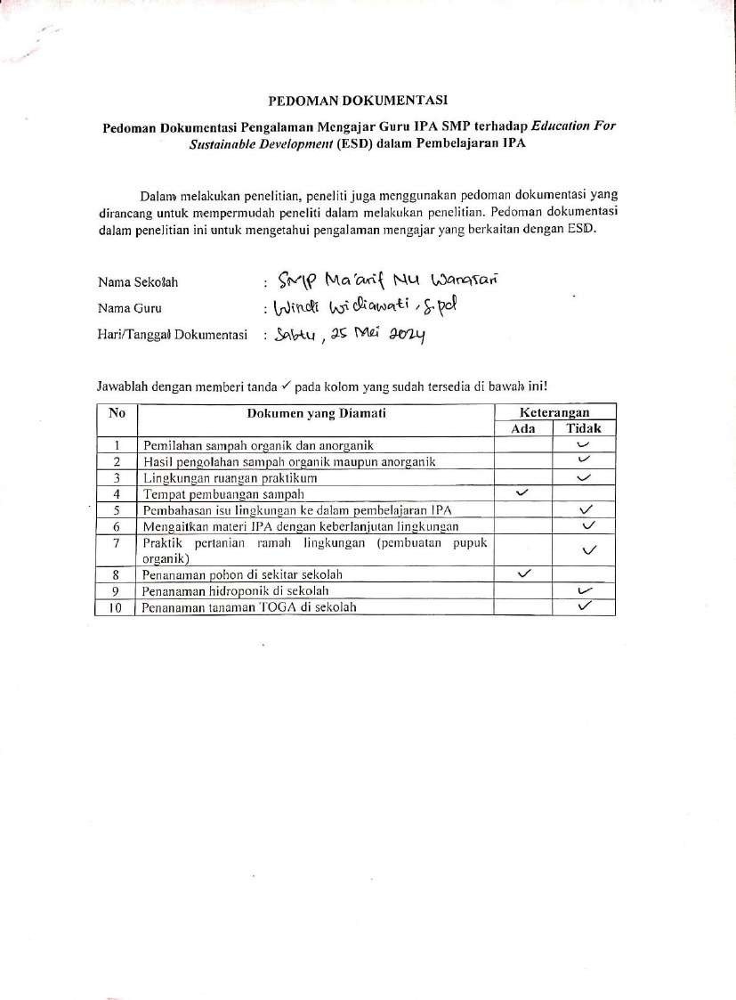 PEDOMAN DOKUMENTASI
Pedoman Dokumentasi Pengalaman Mengajar Guru IPA SMP terhadap Education For
Sustainable Development (ESD) dalam Pembelajaran IPA
Dalam melakukan penelitian, peneliti juga menggunakan pedoman dokumentasi yang
dirancang untuk mempermudah peneliti dalam melakukan penelitian. Pedoman dokumentasi
dalam penelitian ini untuk mengetahui pengalaman mengajar yang berkaitan dengan ESD.
Nama Sekolah : SMP Ma'arif NU Wanasari
Nama Guru : Windi Widiawati, S.pd
Hari/Tanggal Dokumentasi : Sabtu, 25 Mei 2024
Jawablah dengan memberi tanda ✓ pada kolom yang sudah tersedia di bawah ini!
No Dokumen yang Diamati Keterangan
Ada Tidak
1 Pemilahan sampah organik dan anorganik ✓
2 Hasil pengolahan sampah organik maupun anorganik ✓
3 Lingkungan ruangan praktikum ✓
4 Tempat pembuangan sampah ✓
5 Pembahasan isu lingkungan ke dalam pembelajaran IPA ✓
6 Mengaitkan materi IPA dengan keberlanjutan lingkungan ✓
7 Praktik pertanian ramah lingkungan (pembuatan pupuk
organik) ✓
8 Penanaman pohon di sekitar sekolah ✓
9 Penanaman hidroponik di sekolah ✓
10 Penanaman tanaman TOGA di sekolah ✓